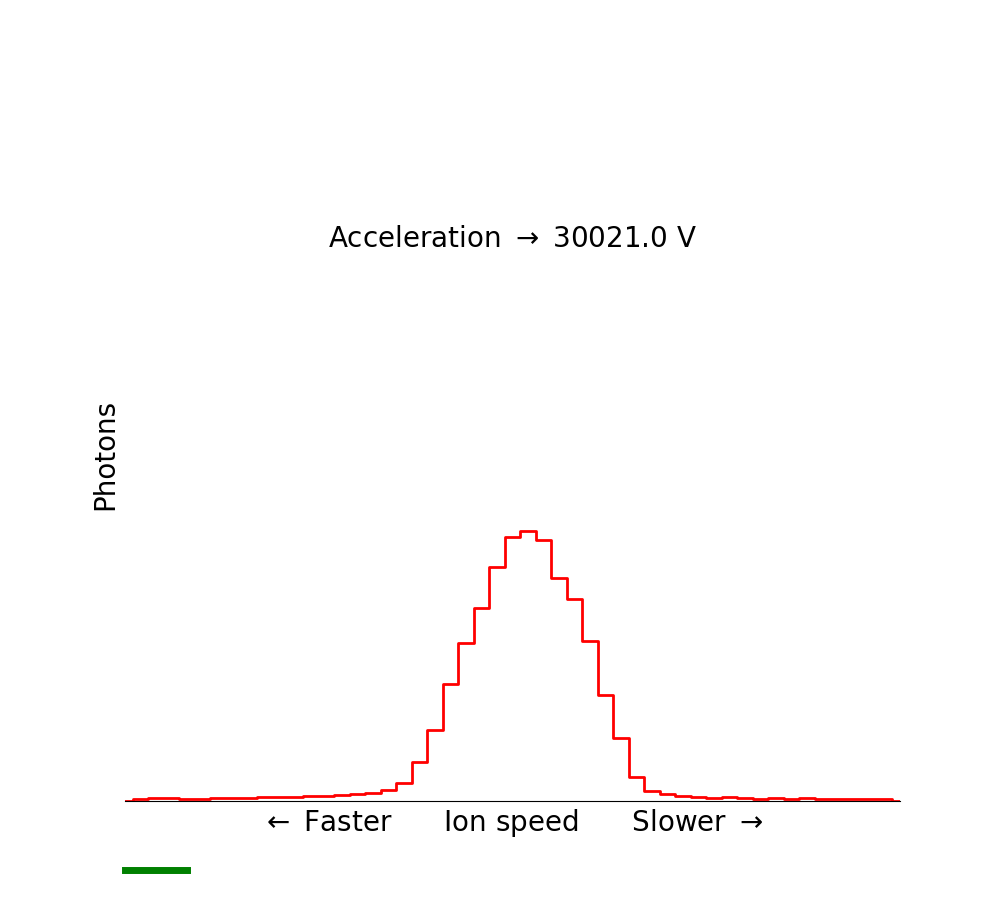 Acceleration → 30021.0 V
Photons
← Faster Ion speed Slower →